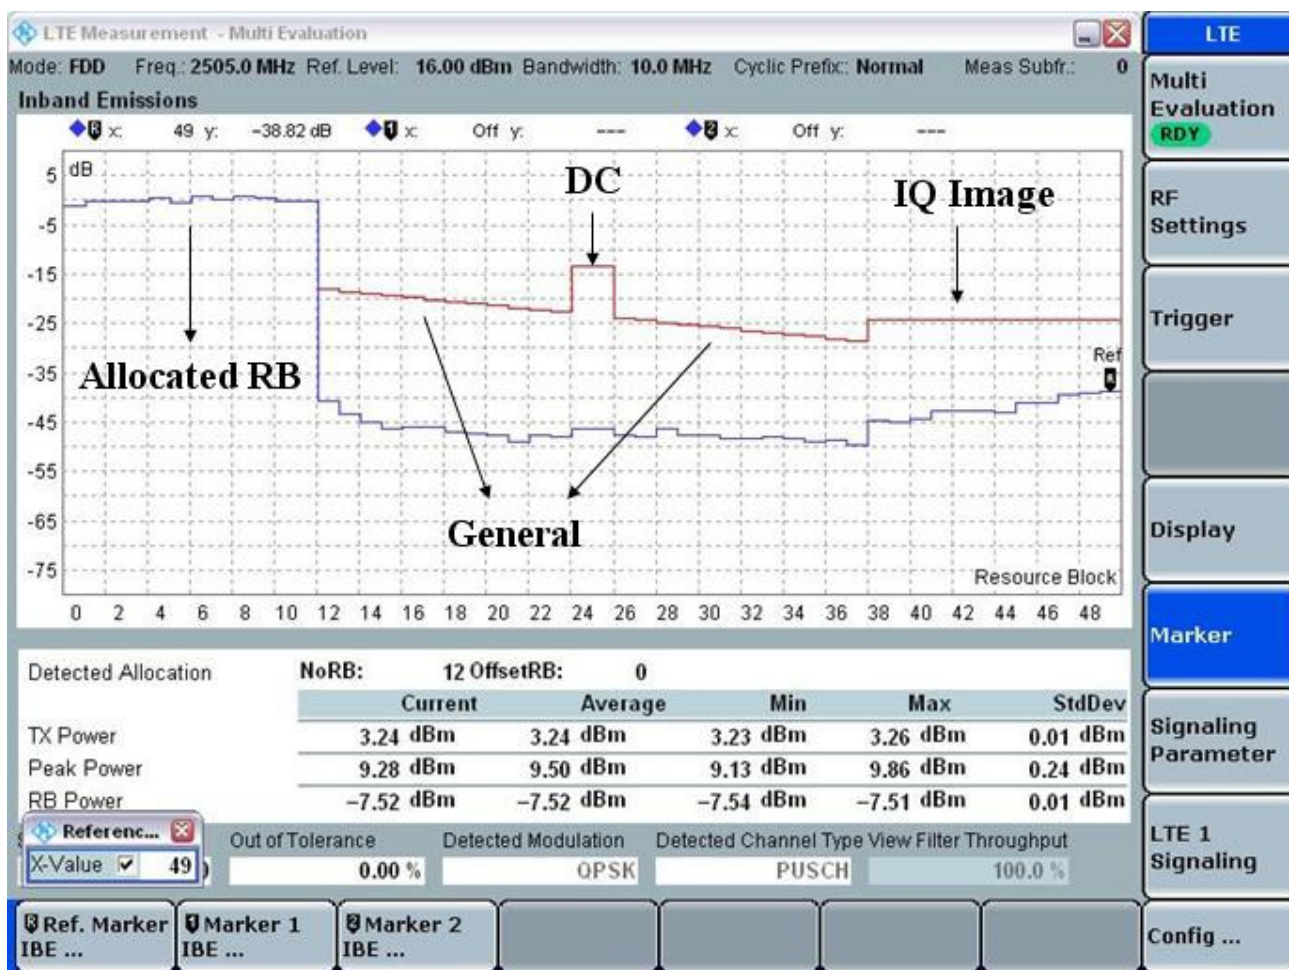 LTE Measurement - Multi Evaluation
LTE
Mode: FDD Freq.: 2505.0 MHz Ref. Level: 16.00 dBm Bandwidth: 10.0 MHz Cyclic Prefix: Normal Meas Subfr.: 0
Inband Emissions
R x: 49 y: -38.82 dB 1 x: Off y: --- 2 x: Off y: ---
dB
5
-5
-15
-25
-35
-45
-55
-65
-75
DC
IQ Image
Allocated RB
General
Ref
R
Resource Block
0 2 4 6 8 10 12 14 16 18 20 22 24 26 28 30 32 34 36 38 40 42 44 46 48
Detected Allocation NoRB: 12 OffsetRB: 0
Current Average Min Max StdDev
TX Power 3.24 dBm 3.24 dBm 3.23 dBm 3.26 dBm 0.01 dBm
Peak Power 9.28 dBm 9.50 dBm 9.13 dBm 9.86 dBm 0.24 dBm
RB Power -7.52 dBm -7.52 dBm -7.54 dBm -7.51 dBm 0.01 dBm
Referenc...
X-Value 49
Out of Tolerance Detected Modulation Detected Channel Type View Filter Throughput
0.00 % QPSK PUSCH 100.0 %
R Ref. Marker
IBE ...
1 Marker 1
IBE ...
2 Marker 2
IBE ...
Multi
Evaluation
RDY
RF
Settings
Trigger
Display
Marker
Signaling
Parameter
LTE 1
Signaling
Config ...